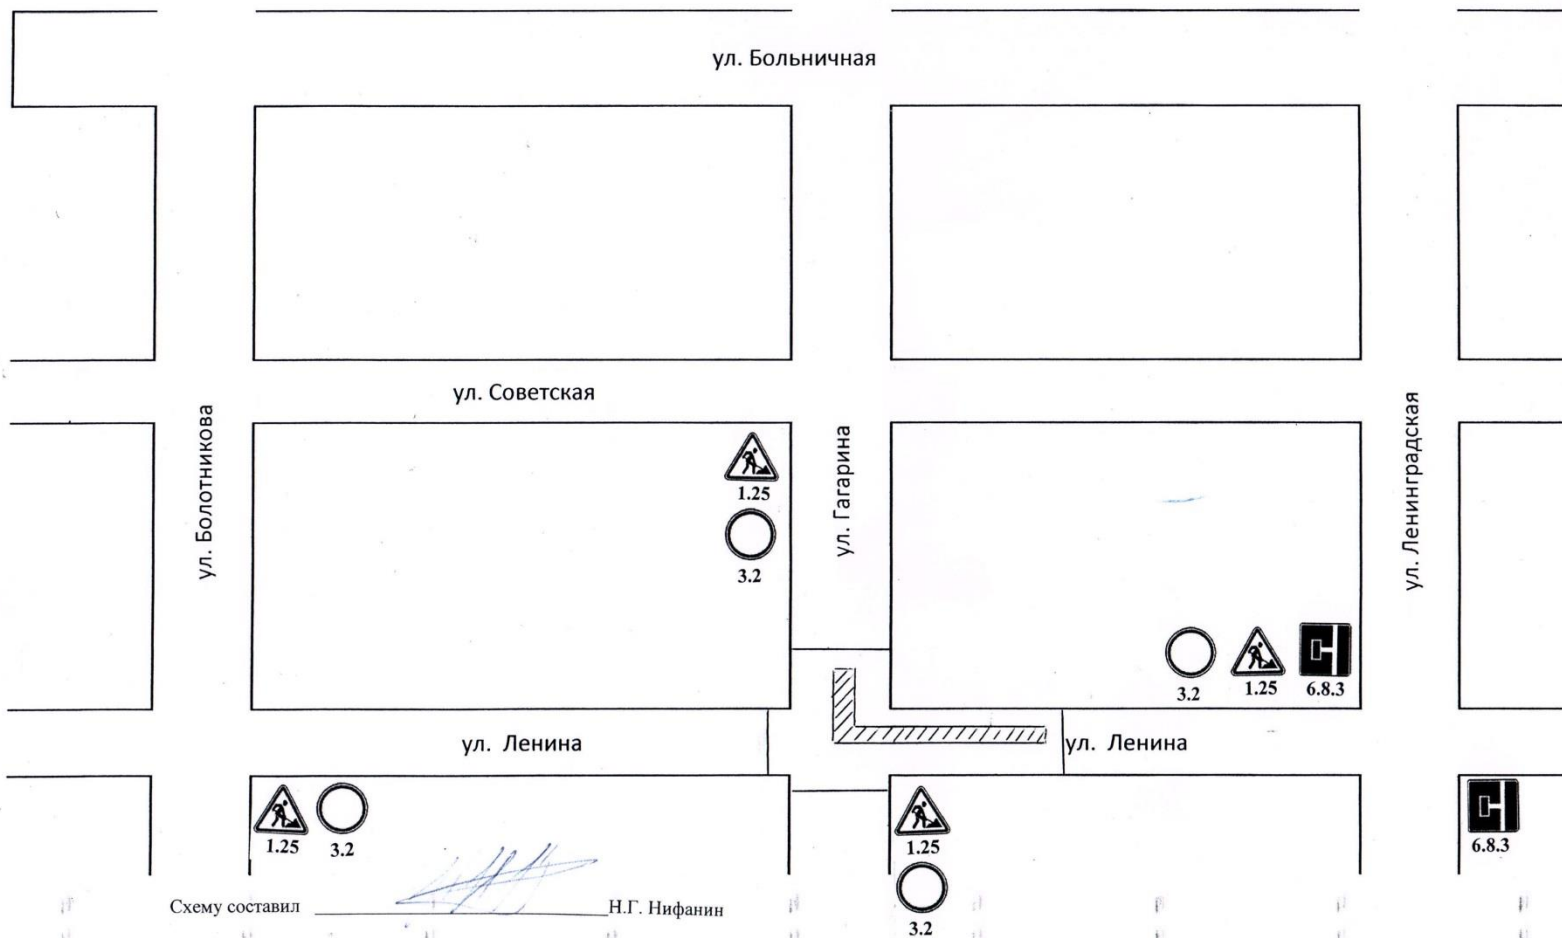 ул. Больничная
ул. Советская
ул. Болотникова
ул. Гагарина
ул. Ленинградская
1.25
3.2
3.2
1.25
6.8.3
ул. Ленина
ул. Ленина
1.25
3.2
1.25
3.2
6.8.3
Схему составил
Н.Г. Нифанин